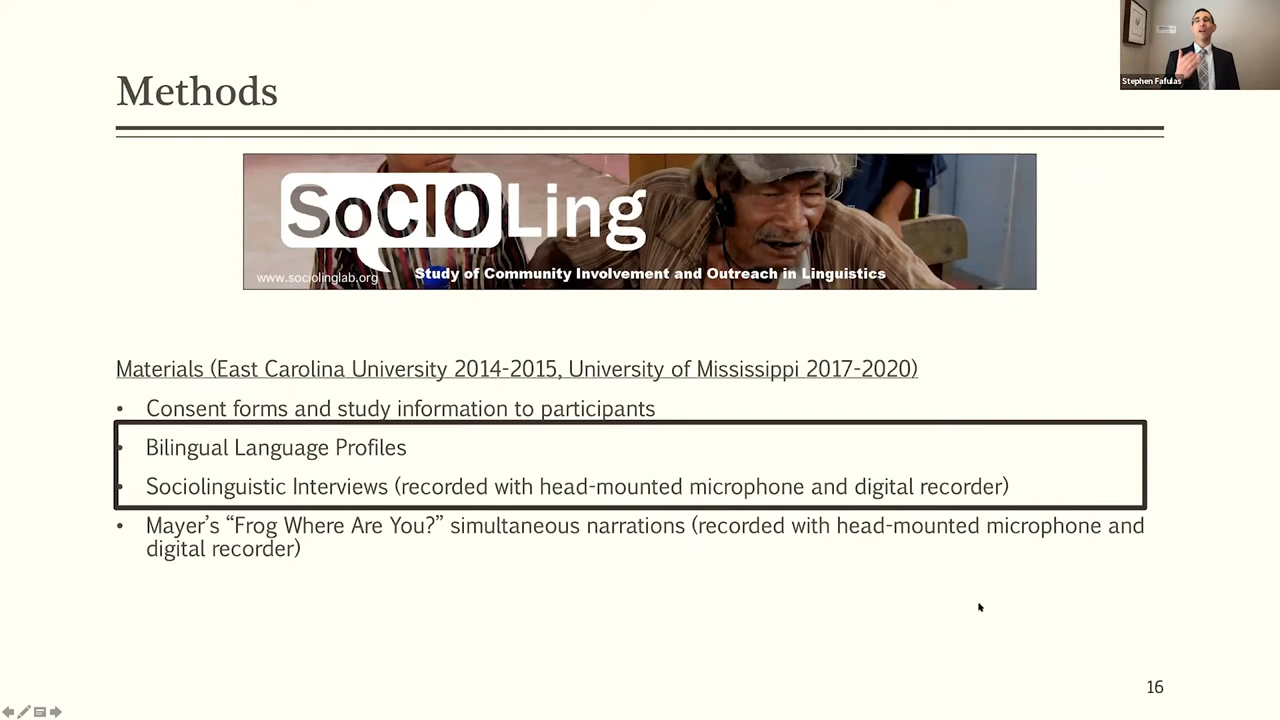 Stephen Fafulas
Methods
SoCIOLing
www.sociolinglab.org
Study of Community Involvement and Outreach in Linguistics
Materials (East Carolina University 2014-2015, University of Mississippi 2017-2020)
• Consent forms and study information to participants
• Bilingual Language Profiles
• Sociolinguistic Interviews (recorded with head-mounted microphone and digital recorder)
• Mayer’s “Frog Where Are You?” simultaneous narrations (recorded with head-mounted microphone and
digital recorder)
16